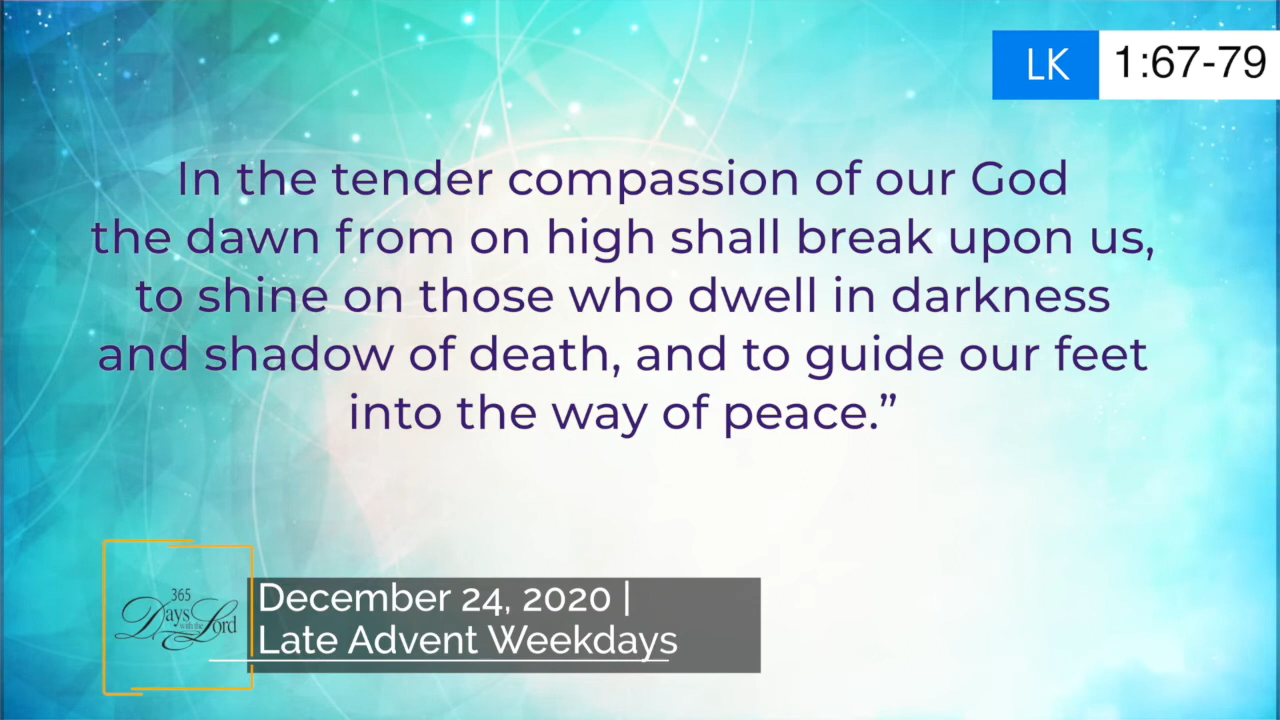 LK 1:67-79
In the tender compassion of our God
the dawn from on high shall break upon us,
to shine on those who dwell in darkness
and shadow of death, and to guide our feet
into the way of peace.”
365
Days with the Lord
December 24, 2020 |
Late Advent Weekdays